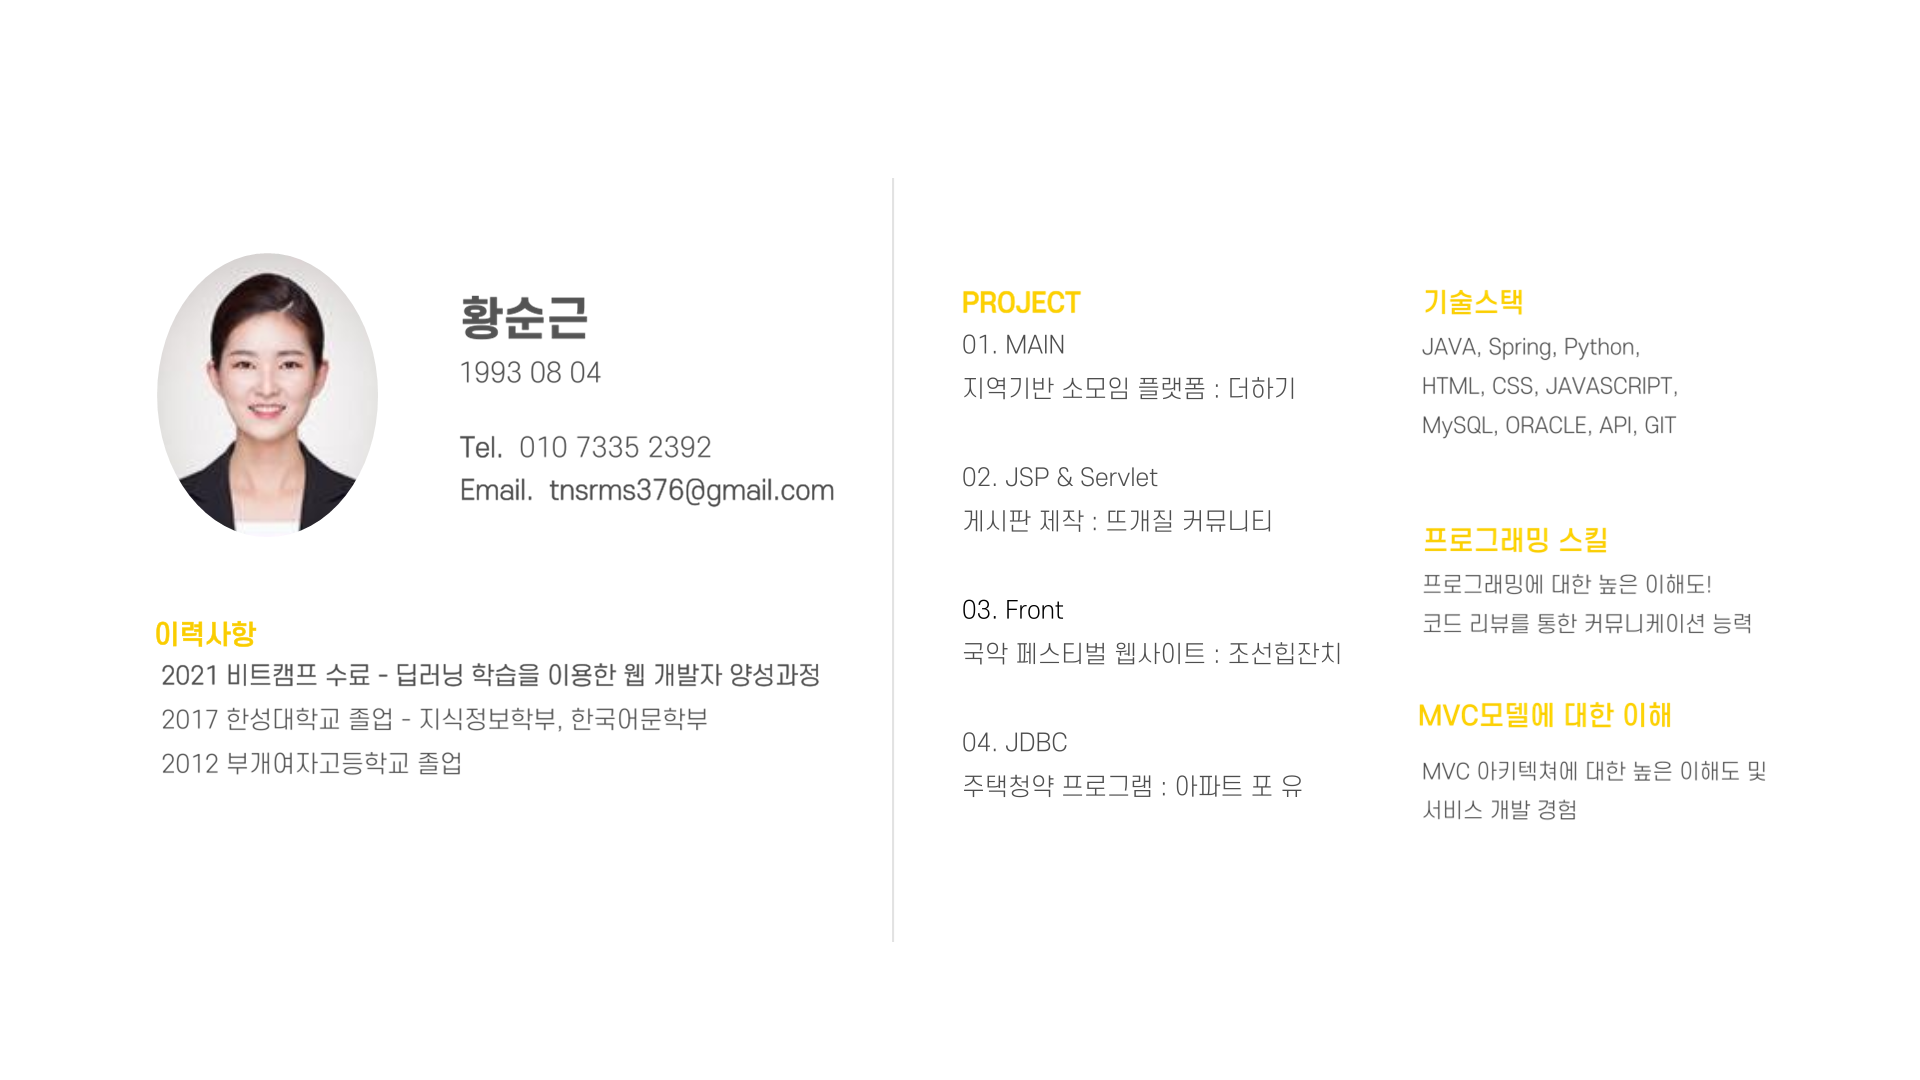 황순근
1993 08 04
Tel. 010 7335 2392
Email. tnsrms376@gmail.com
이력사항
2021 비트캠프 수료 - 딥러닝 학습을 이용한 웹 개발자 양성과정
2017 한성대학교 졸업 - 지식정보학부, 한국어문학부
2012 부개여자고등학교 졸업
PROJECT
01. MAIN
지역기반 소모임 플랫폼 : 더하기
02. JSP & Servlet
게시판 제작 : 뜨개질 커뮤니티
03. Front
국악 페스티벌 웹사이트 : 조선힙잔치
04. JDBC
주택청약 프로그램 : 아파트 포 유
기술스택
JAVA, Spring, Python,
HTML, CSS, JAVASCRIPT,
MySQL, ORACLE, API, GIT
프로그래밍 스킬
프로그래밍에 대한 높은 이해도!
코드 리뷰를 통한 커뮤니케이션 능력
MVC모델에 대한 이해
MVC 아키텍쳐에 대한 높은 이해도 및
서비스 개발 경험